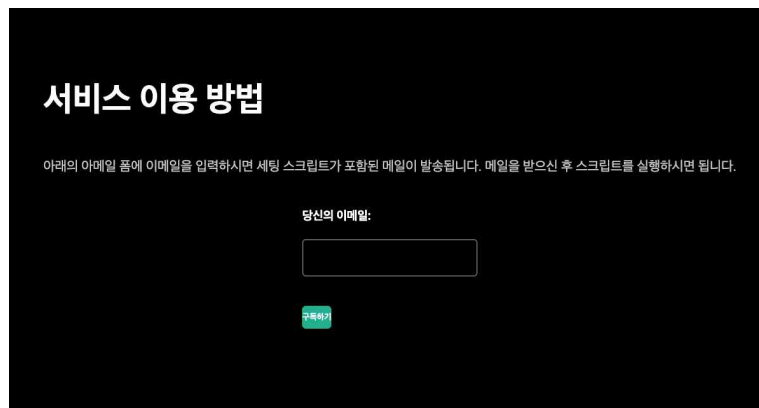 서비스 이용 방법
아래의 아메일 폼에 이메일을 입력하시면 세팅 스크립트가 포함된 메일이 발송됩니다. 메일을 받으신 후 스크립트를 실행하시면 됩니다.
당신의 이메일:
구독하기